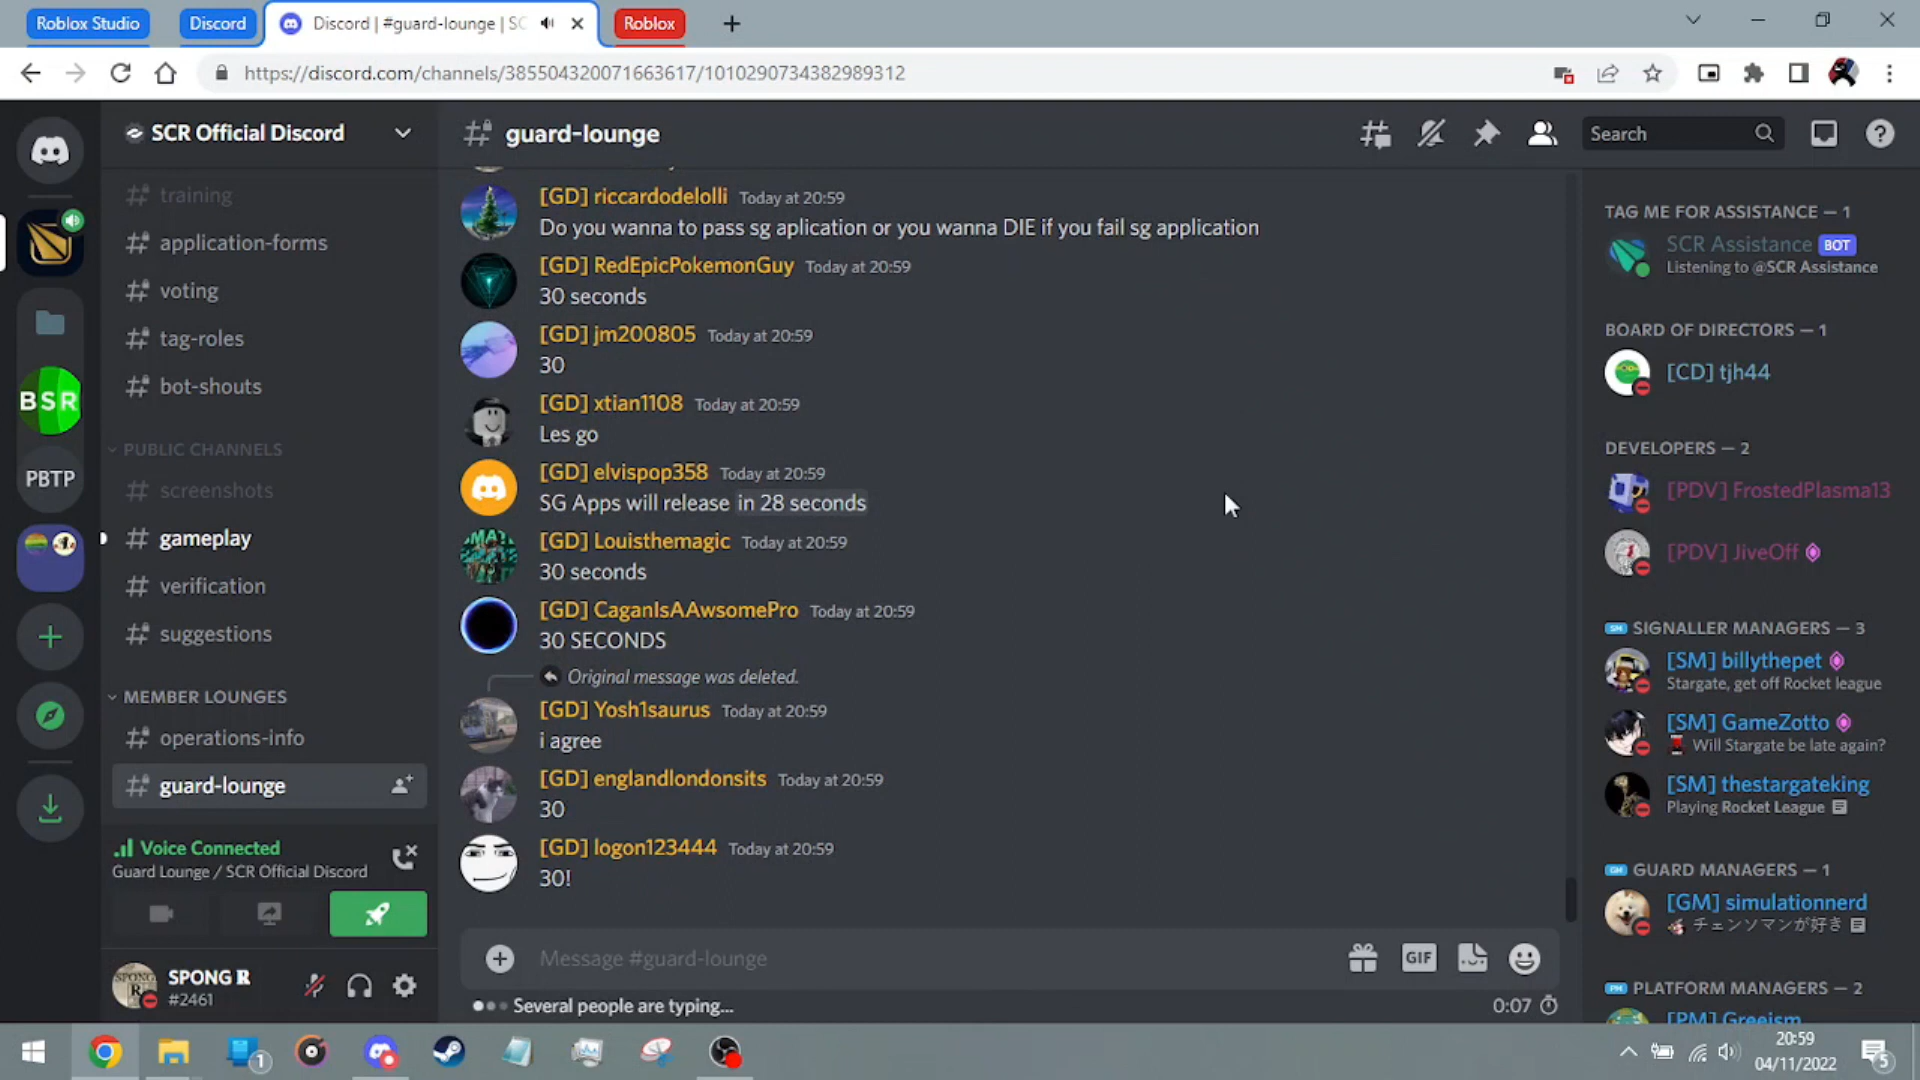 Roblox Studio
Discord
Discord | #guard-lounge | SC
Roblox
https://discord.com/channels/385504320071663617/1010290734382989312
SCR Official Discord
guard-lounge
Search
training
application-forms
voting
tag-roles
bot-shouts
PUBLIC CHANNELS
screenshots
gameplay
verification
suggestions
MEMBER LOUNGES
operations-info
guard-lounge
BSR
PBTP
Voice Connected
Guard Lounge / SCR Official Discord
SPONG R
#2461
[GD] riccardodelolli Today at 20:59
Do you wanna to pass sg aplication or you wanna DIE if you fail sg application
[GD] RedEpicPokemonGuy Today at 20:59
30 seconds
[GD] jm200805 Today at 20:59
30
[GD] xtian1108 Today at 20:59
Les go
[GD] elvispop358 Today at 20:59
SG Apps will release in 28 seconds
[GD] Louisthemagic Today at 20:59
30 seconds
[GD] CaganIsAAwsomePro Today at 20:59
30 SECONDS
Original message was deleted.
[GD] Yosh1saurus Today at 20:59
i agree
[GD] englandlondonsits Today at 20:59
30
[GD] logon123444 Today at 20:59
30!
Message #guard-lounge
GIF
Several people are typing...
0:07
TAG ME FOR ASSISTANCE — 1
SCR Assistance BOT
Listening to @SCR Assistance
BOARD OF DIRECTORS — 1
[CD] tjh44
DEVELOPERS — 2
[PDV] FrostedPlasma13
[PDV] JiveOff
SM SIGNALLER MANAGERS — 3
[SM] billythepet
Stargate, get off Rocket league
[SM] GameZotto
Will Stargate be late again?
[SM] thestargateking
Playing Rocket League
GM GUARD MANAGERS — 1
[GM] simulationnerd
チェンソマンが好き
PM PLATFORM MANAGERS — 2
[PM] Greeism
1
20:59
04/11/2022
5